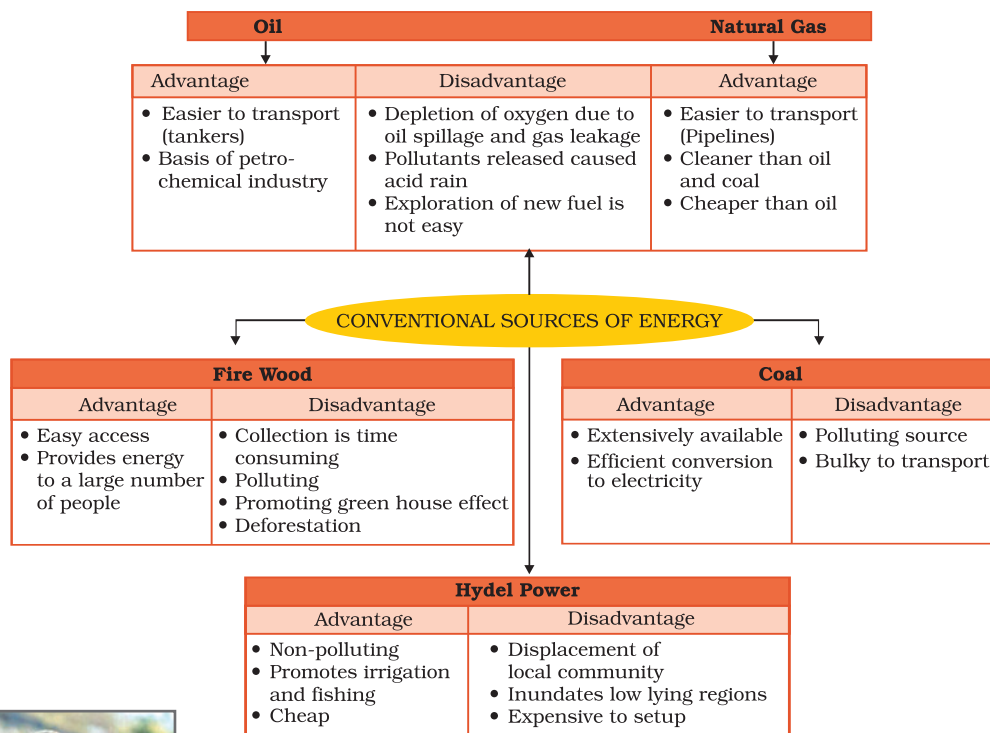 Oil
Natural Gas
Advantage
• Easier to transport
(tankers)
• Basis of petro-
chemical industry
Disadvantage
• Depletion of oxygen due to
oil spillage and gas leakage
• Pollutants released caused
acid rain
• Exploration of new fuel is
not easy
Advantage
• Easier to transport
(Pipelines)
• Cleaner than oil
and coal
• Cheaper than oil
CONVENTIONAL SOURCES OF ENERGY
Fire Wood
Advantage
• Easy access
• Provides energy
to a large number
of people
Disadvantage
• Collection is time
consuming
• Polluting
• Promoting green house effect
• Deforestation
Coal
Advantage
• Extensively available
• Efficient conversion
to electricity
Disadvantage
• Polluting source
• Bulky to transport
Hydel Power
Advantage
• Non-polluting
• Promotes irrigation
and fishing
• Cheap
Disadvantage
• Displacement of
local community
• Inundates low lying regions
• Expensive to setup